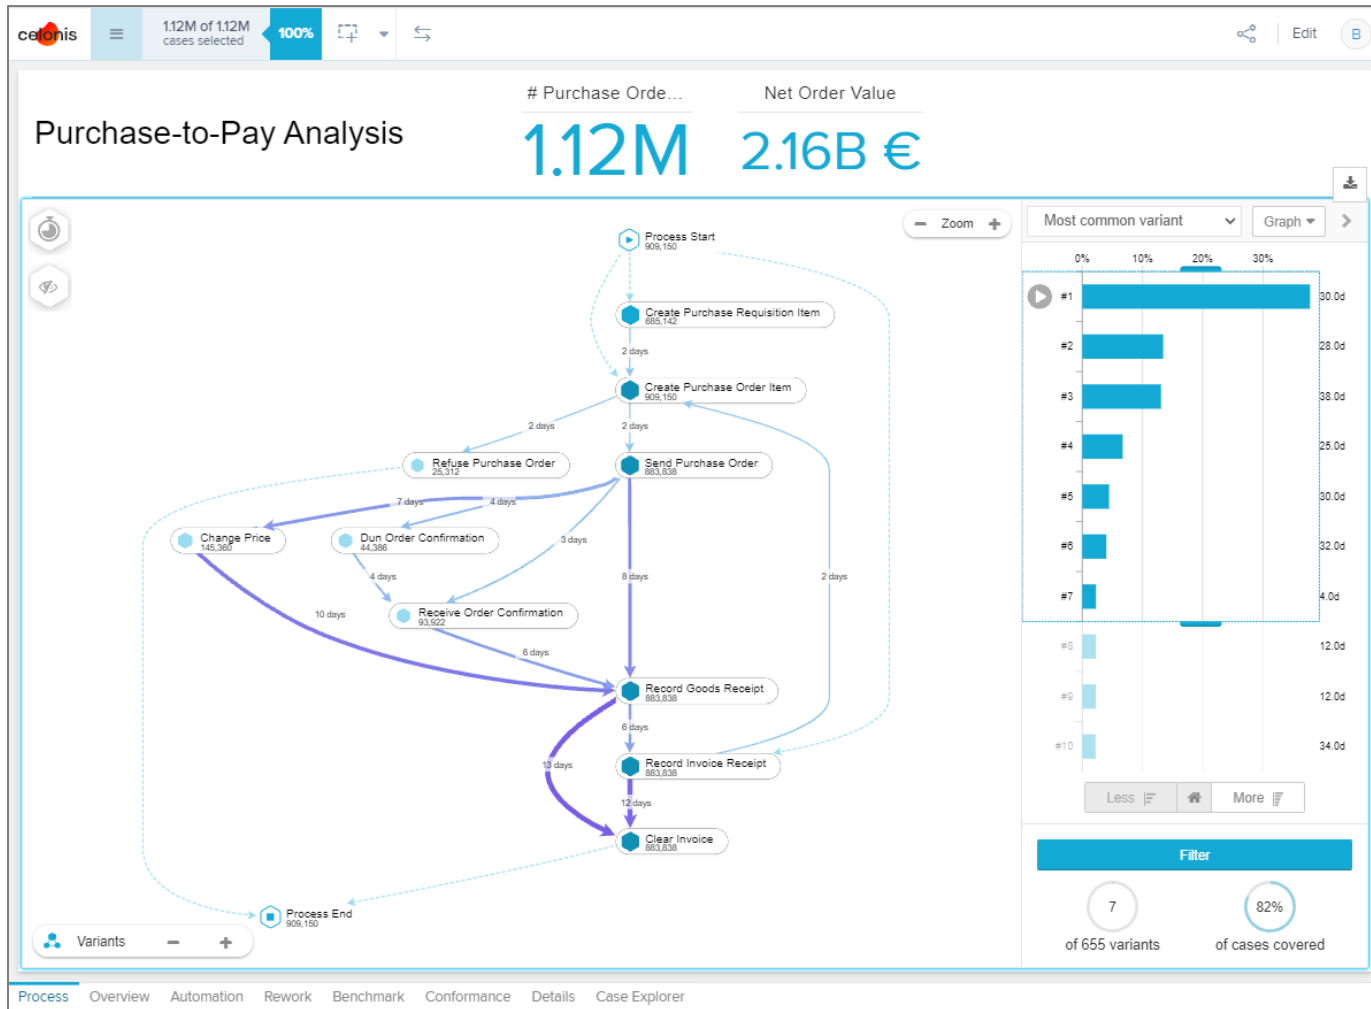 celonis
1.12M of 1.12M
cases selected
100%
Edit
B
Purchase-to-Pay Analysis
# Purchase Orde...
1.12M
Net Order Value
2.16B €
Zoom
Most common variant
Graph
Process Start
909,150
Create Purchase Requisition Item
685,142
2 days
Create Purchase Order Item
909,150
2 days
2 days
Refuse Purchase Order
25,312
Send Purchase Order
883,838
7 days
4 days
Change Price
145,360
Dun Order Confirmation
44,386
3 days
4 days
8 days
2 days
Receive Order Confirmation
93,922
10 days
6 days
Record Goods Receipt
883,838
6 days
Record Invoice Receipt
883,838
13 days
12 days
Clear Invoice
883,838
Process End
909,150
Variants
0% 10% 20% 30%
#1 30.0d
#2 28.0d
#3 38.0d
#4 25.0d
#5 30.0d
#6 32.0d
#7 4.0d
#8 12.0d
#9 12.0d
#10 34.0d
Less
More
Filter
7
of 655 variants
82%
of cases covered
Process Overview Automation Rework Benchmark Conformance Details Case Explorer